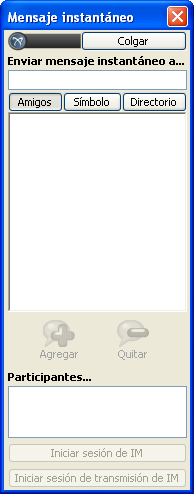 Mensaje instantáneo
Colgar
Enviar mensaje instantáneo a...
Amigos Símbolo Directorio
Agregar Quitar
Participantes...
Iniciar sesión de IM
Iniciar sesión de transmisión de IM